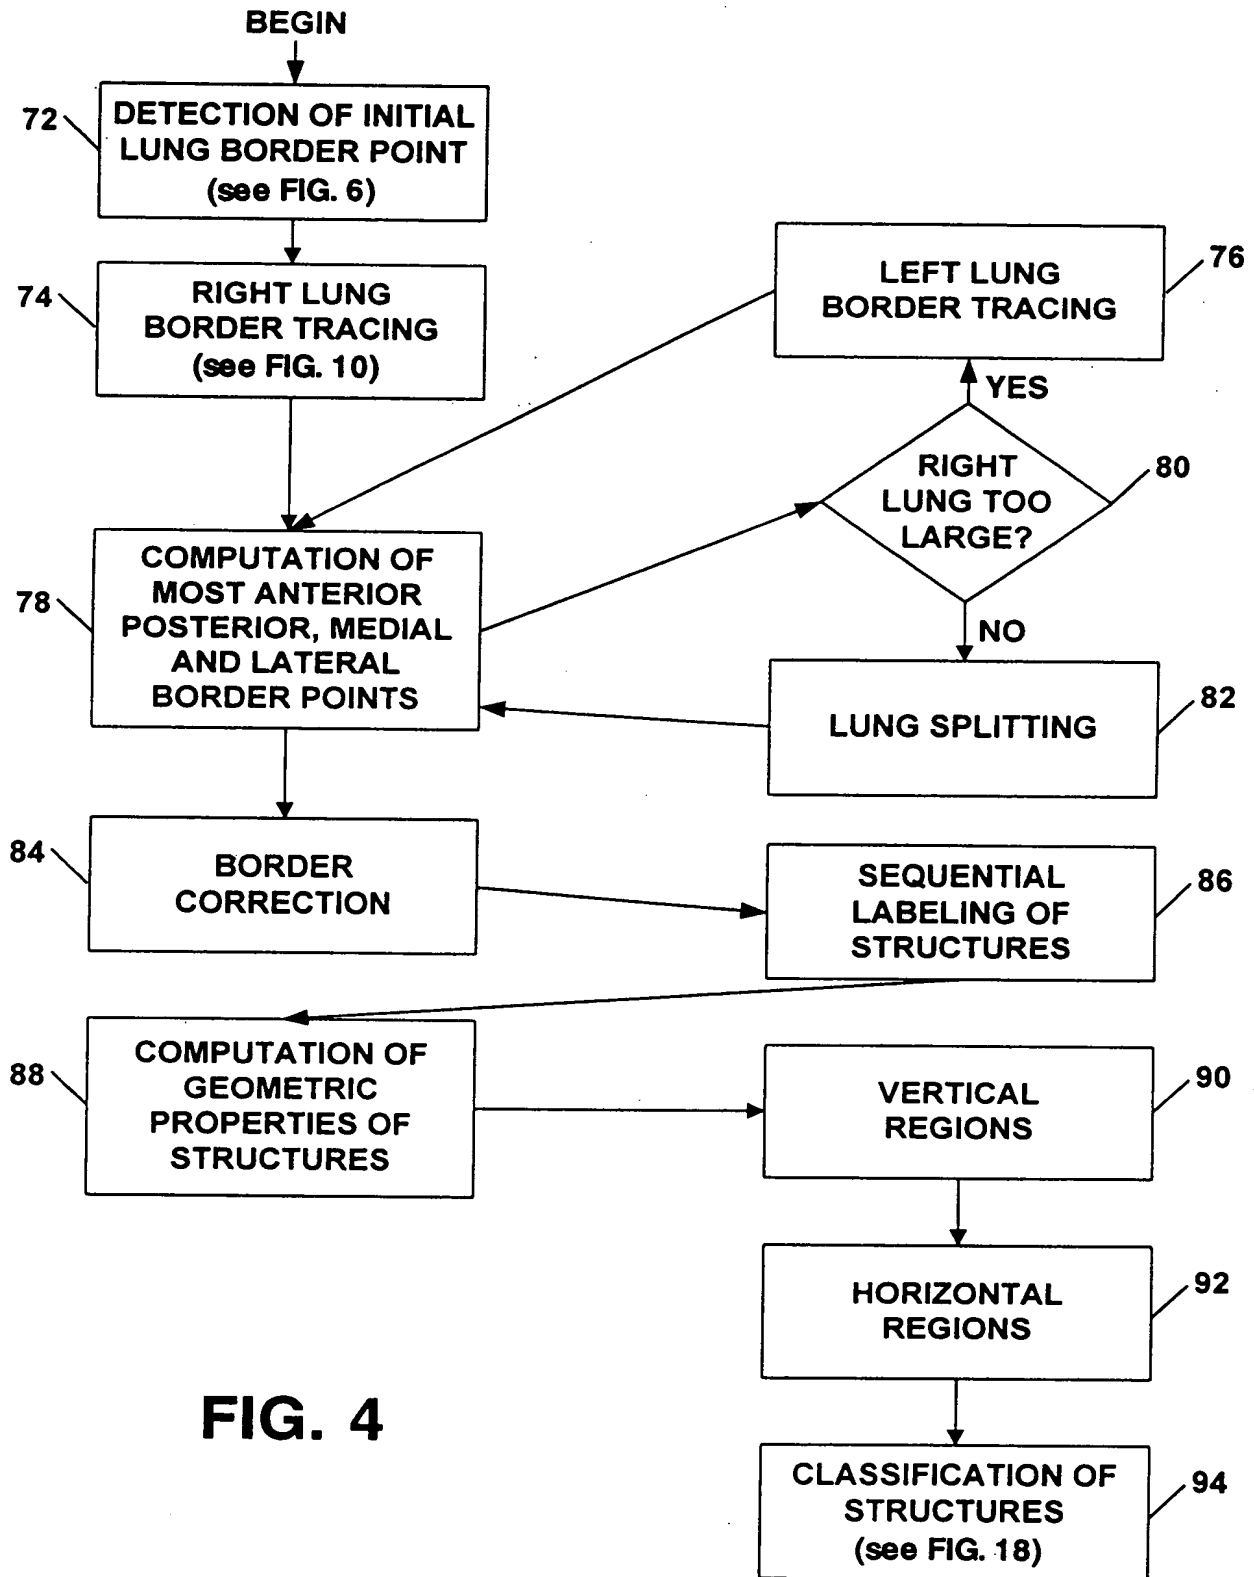 BEGIN
72
DETECTION OF INITIAL
LUNG BORDER POINT
(see FIG. 6)
74
RIGHT LUNG
BORDER TRACING
(see FIG. 10)
76
LEFT LUNG
BORDER TRACING
YES
80
RIGHT
LUNG TOO
LARGE?
NO
78
COMPUTATION OF
MOST ANTERIOR
POSTERIOR, MEDIAL
AND LATERAL
BORDER POINTS
82
LUNG SPLITTING
84
BORDER
CORRECTION
86
SEQUENTIAL
LABELING OF
STRUCTURES
88
COMPUTATION OF
GEOMETRIC
PROPERTIES OF
STRUCTURES
90
VERTICAL
REGIONS
92
HORIZONTAL
REGIONS
94
CLASSIFICATION OF
STRUCTURES
(see FIG. 18)
FIG. 4